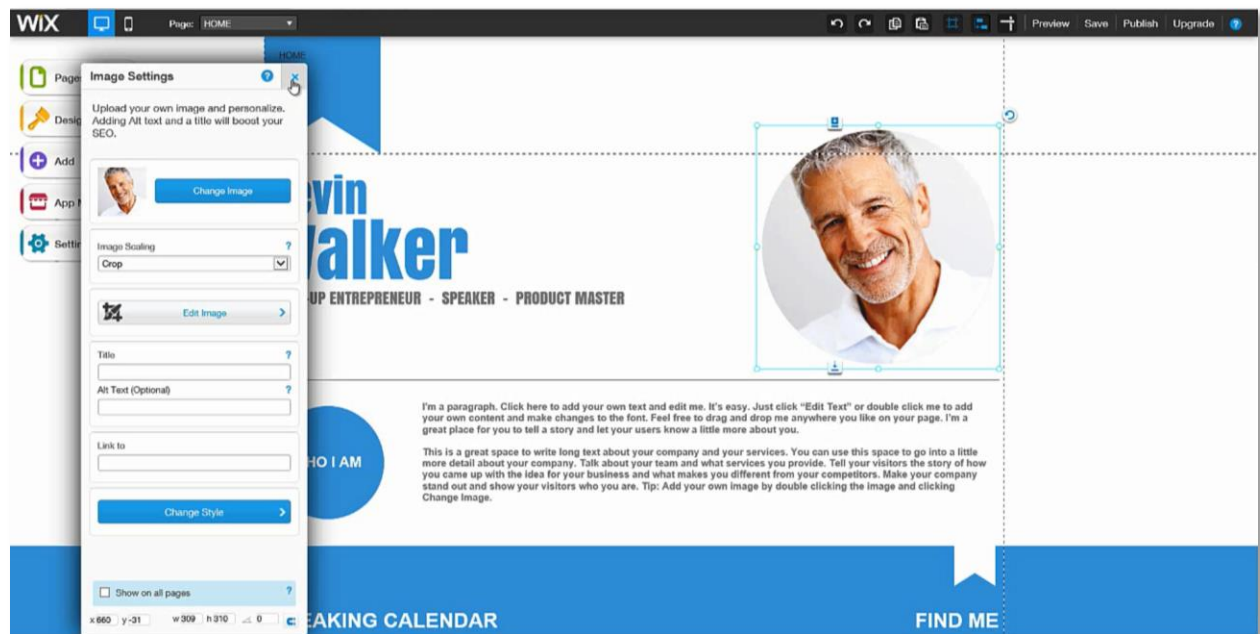 WiX
Page: HOME
Preview Save Publish Upgrade ?
HOME
Page
Image Settings ? x
Upload your own image and personalize.
Adding Alt text and a title will boost your
SEO.
Desig
Add
Change Image
App M
Settin
Image Scaling ?
Crop
Edit Image >
Title ?
Alt Text (Optional) ?
Link to
Change Style >
Show on all pages ?
x 660 y -31 w 309 h 310 0
evin
Walker
-UP ENTREPRENEUR - SPEAKER - PRODUCT MASTER
HO I AM
I'm a paragraph. Click here to add your own text and edit me. It's easy. Just click “Edit Text” or double click me to add
your own content and make changes to the font. Feel free to drag and drop me anywhere you like on your page. I'm a
great place for you to tell a story and let your users know a little more about you.
This is a great space to write long text about your company and your services. You can use this space to go into a little
more detail about your company. Talk about your team and what services you provide. Tell your visitors the story of how
you came up with the idea for your business and what makes you different from your competitors. Make your company
stand out and show your visitors who you are. Tip: Add your own image by double clicking the image and clicking
Change Image.
EAKING CALENDAR
FIND ME